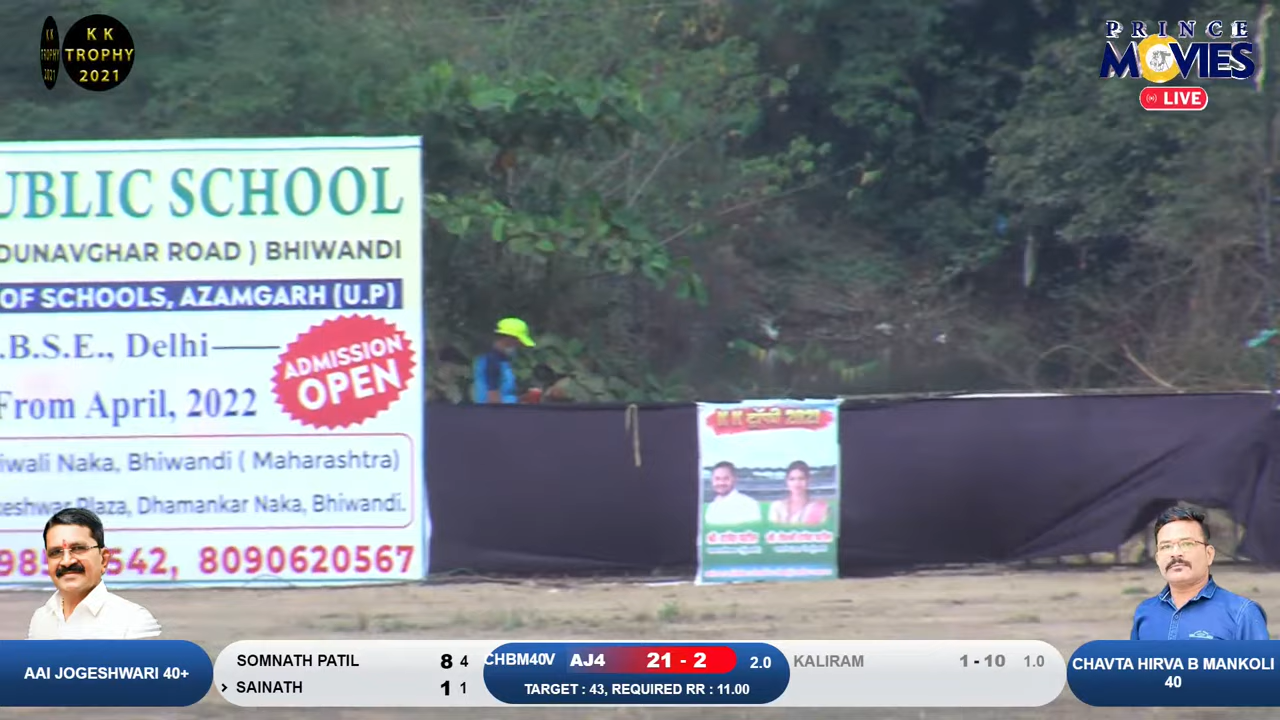 K K
TROPHY
2021
K K
TROPHY
2021
PRINCE
MOVIES
LIVE
UBLIC SCHOOL
DUNAVGHAR ROAD ) BHIWANDI
OF SCHOOLS, AZAMGARH (U.P)
.B.S.E., Delhi
ADMISSION
OPEN
From April, 2022
iwali Naka, Bhiwandi ( Maharashtra)
eshwar Plaza, Dhamankar Naka, Bhiwandi.
542, 8090620567
K K ट्रॉफी 2021
AAI JOGESHWARI 40+
SOMNATH PATIL 8 4
> SAINATH 1 1
CHBM40V AJ4 21 - 2 2.0
TARGET : 43, REQUIRED RR : 11.00
KALIRAM 1 - 10 1.0
CHAVTA HIRVA B MANKOLI
40